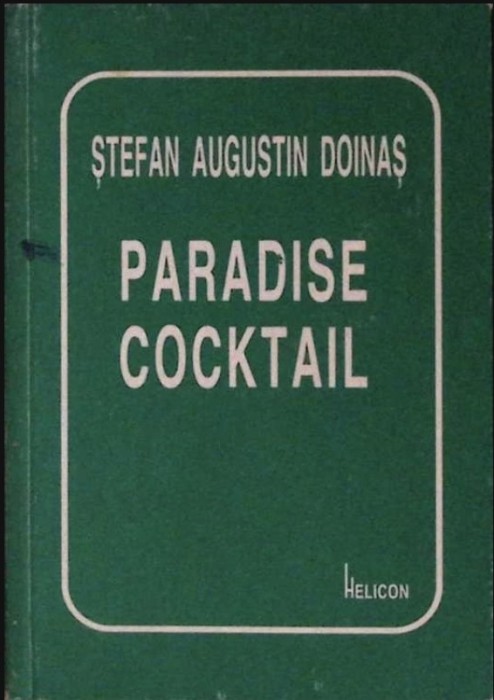 ȘTEFAN AUGUSTIN DOINAȘ
PARADISE
COCKTAIL
HELICON